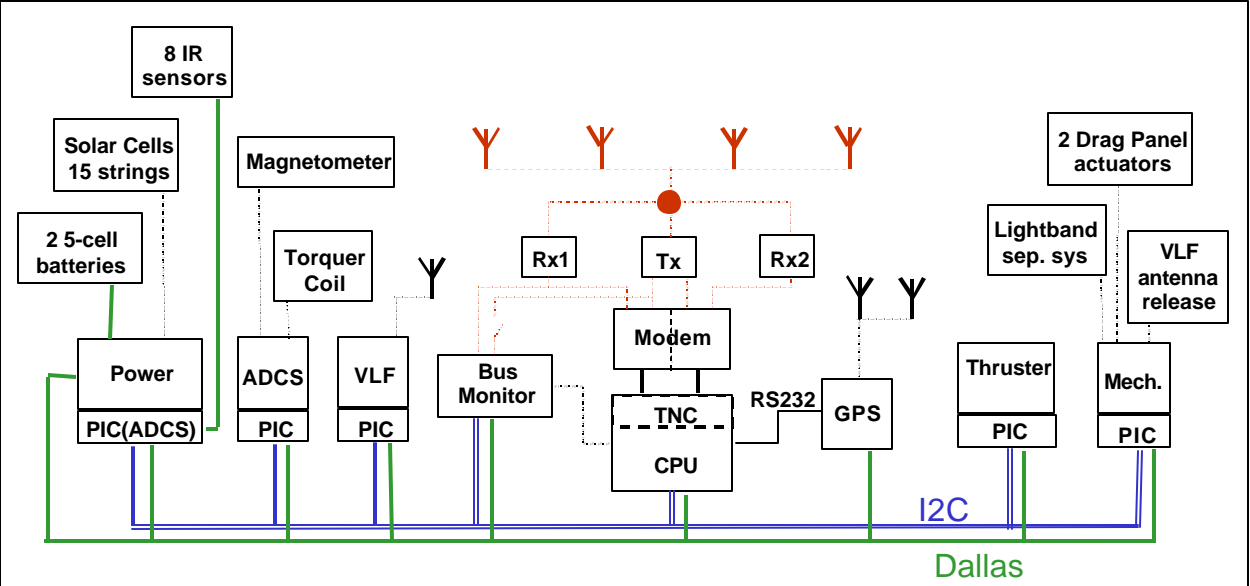 8 IR
sensors
Solar Cells
15 strings
Magnetometer
2 5-cell
batteries
Torquer
Coil
Rx1
Tx
Rx2
2 Drag Panel
actuators
Lightband
sep. sys
VLF
antenna
release
Modem
Power
ADCS
VLF
Bus
Monitor
Thruster
Mech.
PIC(ADCS)
PIC
PIC
TNC
CPU
RS232
GPS
PIC
PIC
I2C
Dallas